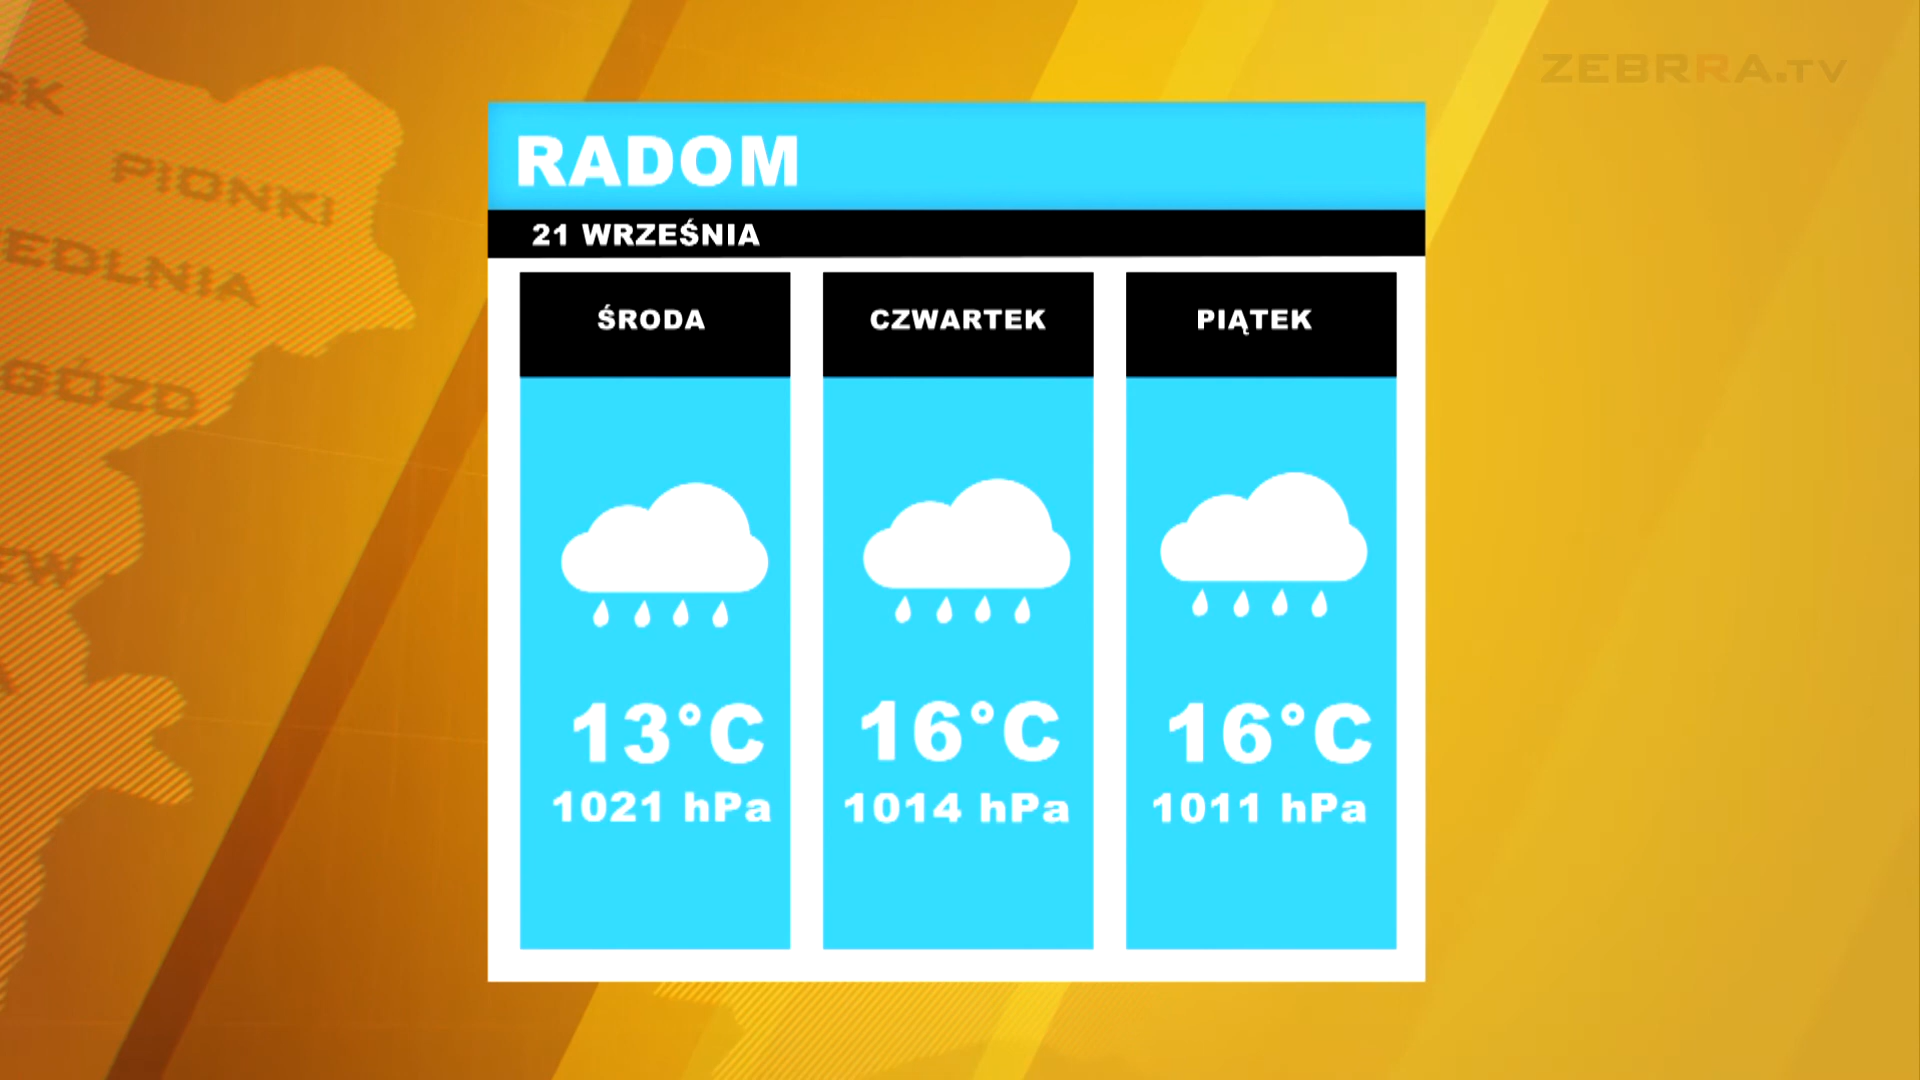 ZEBRRA.TV
PIONKI
GÓZD
RADOM
21 WRZEŚNIA
ŚRODA
CZWARTEK
PIĄTEK
13°C
16°C
16°C
1021 hPa
1014 hPa
1011 hPa